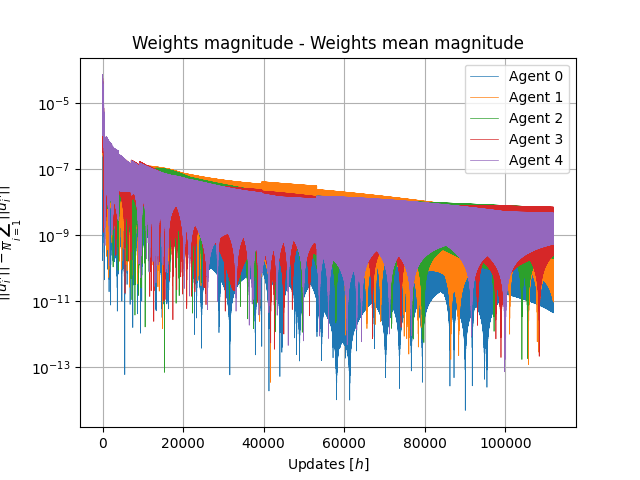 Weights magnitude - Weights mean magnitude
Agent 0
Agent 1
Agent 2
Agent 3
Agent 4
10⁻⁵
10⁻⁷
10⁻⁹
10⁻¹¹
10⁻¹³
0
20000
40000
60000
80000
100000
Updates [h]